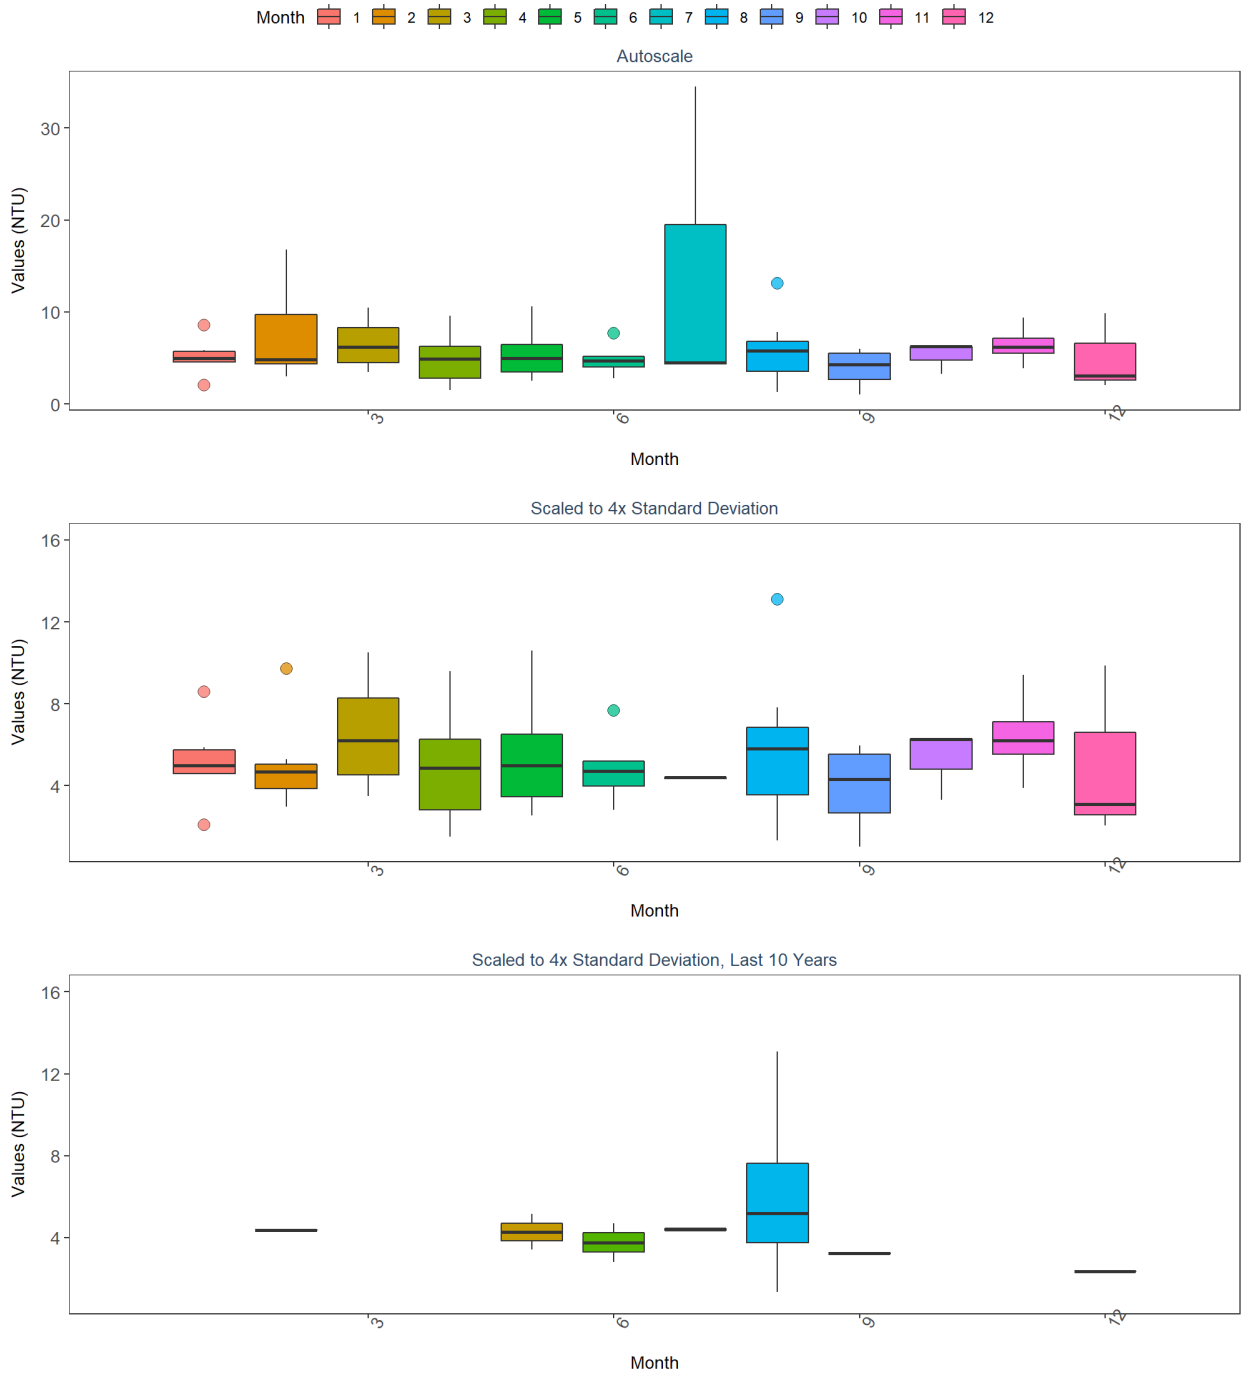 Month 1 2 3 4 5 6 7 8 9 10 11 12
Autoscale
Values (NTU)
30
20
10
0
3 6 9 12
Month
Scaled to 4x Standard Deviation
Values (NTU)
16
12
8
4
3 6 9 12
Month
Scaled to 4x Standard Deviation, Last 10 Years
Values (NTU)
16
12
8
4
3 6 9 12
Month